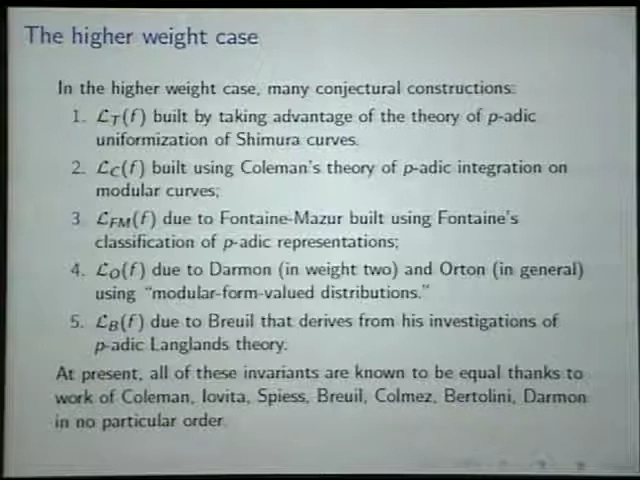 The higher weight case
In the higher weight case, many conjectural constructions:
1. ℒ_T(f) built by taking advantage of the theory of p-adic
uniformization of Shimura curves.
2. ℒ_C(f) built using Coleman's theory of p-adic integration on
modular curves;
3. ℒ_FM(f) due to Fontaine-Mazur built using Fontaine's
classification of p-adic representations;
4. ℒ_O(f) due to Darmon (in weight two) and Orton (in general)
using "modular-form-valued distributions."
5. ℒ_B(f) due to Breuil that derives from his investigations of
p-adic Langlands theory.
At present, all of these invariants are known to be equal thanks to
work of Coleman, Iovita, Spiess, Breuil, Colmez, Bertolini, Darmon
in no particular order.